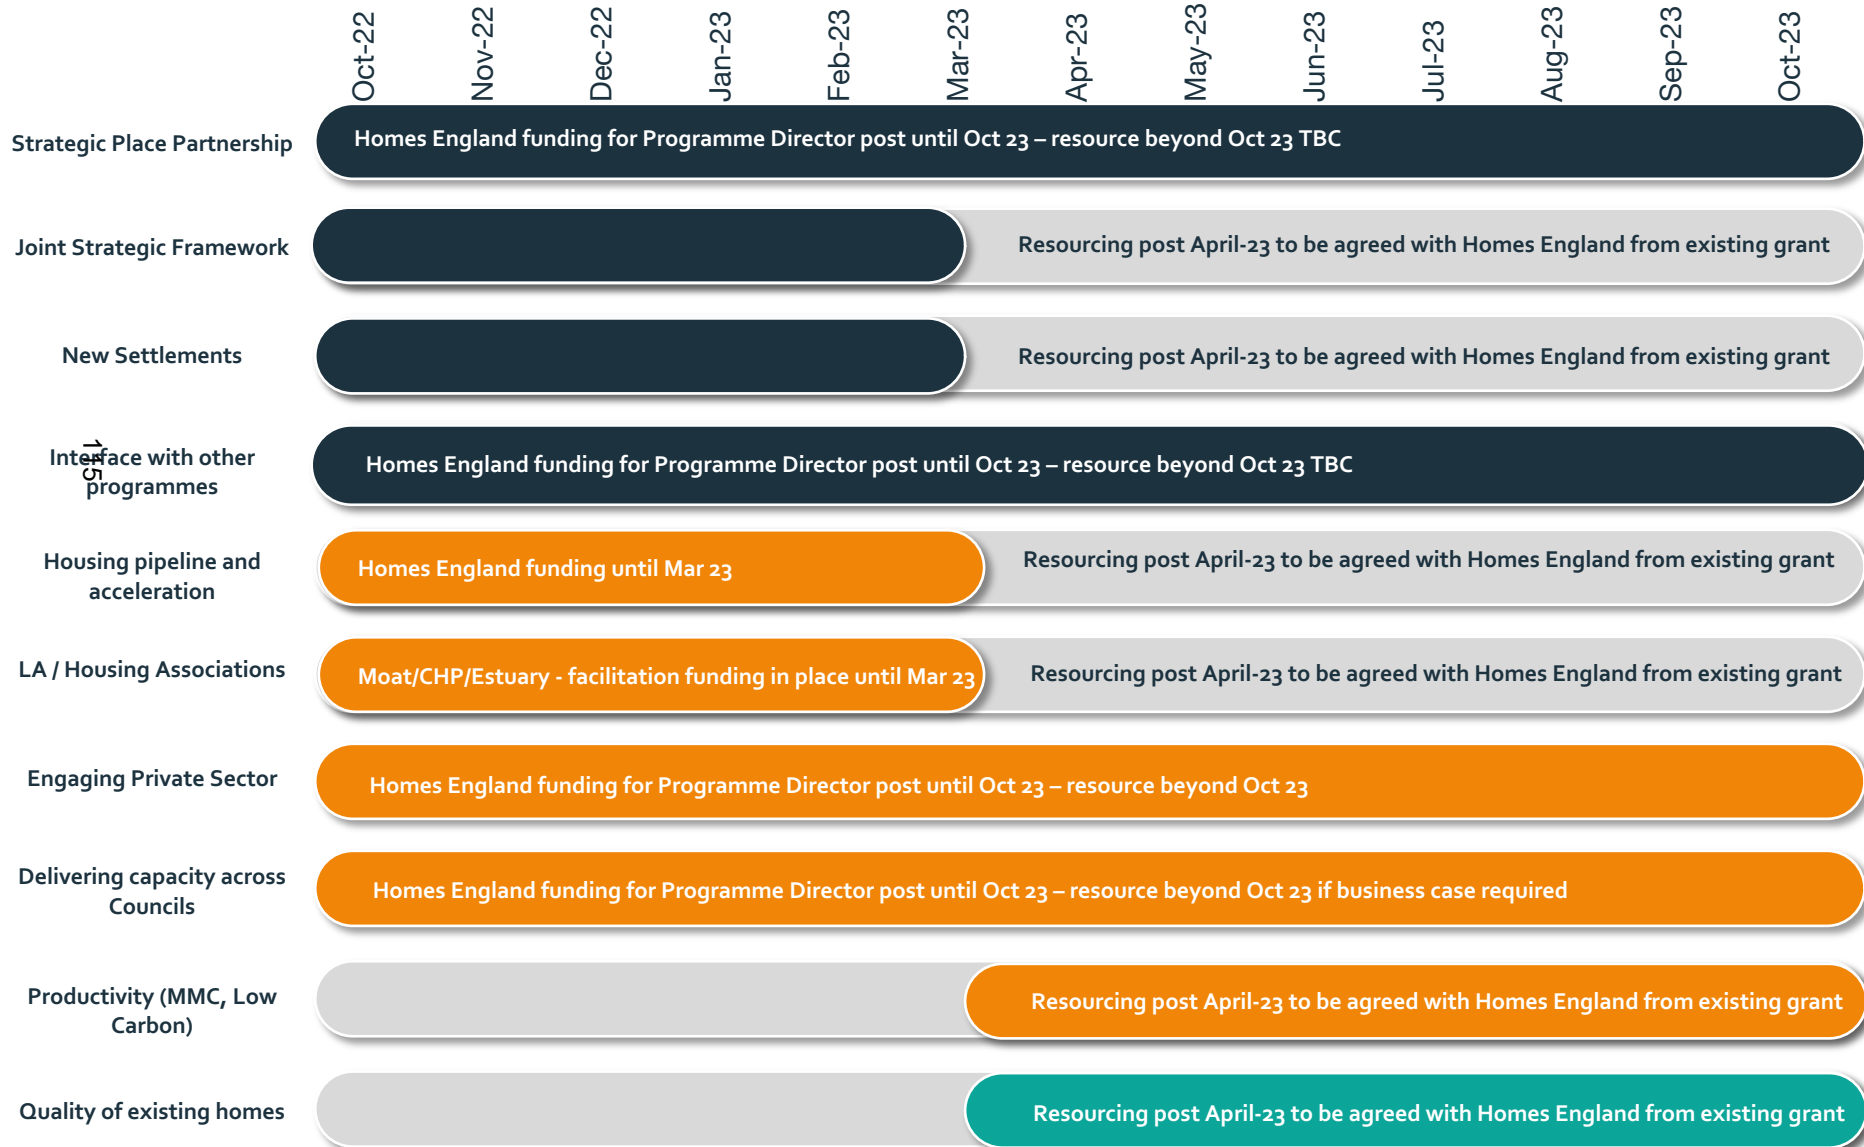 Oct-22
Nov-22
Dec-22
Jan-23
Feb-23
Mar-23
Apr-23
May-23
Jun-23
Jul-23
Aug-23
Sep-23
Oct-23
Strategic Place Partnership
Homes England funding for Programme Director post until Oct 23 – resource beyond Oct 23 TBC
Joint Strategic Framework
Resourcing post April-23 to be agreed with Homes England from existing grant
New Settlements
Resourcing post April-23 to be agreed with Homes England from existing grant
115
Interface with other
programmes
Homes England funding for Programme Director post until Oct 23 – resource beyond Oct 23 TBC
Housing pipeline and
acceleration
Homes England funding until Mar 23
Resourcing post April-23 to be agreed with Homes England from existing grant
LA / Housing Associations
Moat/CHP/Estuary - facilitation funding in place until Mar 23
Resourcing post April-23 to be agreed with Homes England from existing grant
Engaging Private Sector
Homes England funding for Programme Director post until Oct 23 – resource beyond Oct 23
Delivering capacity across
Councils
Homes England funding for Programme Director post until Oct 23 – resource beyond Oct 23 if business case required
Productivity (MMC, Low
Carbon)
Resourcing post April-23 to be agreed with Homes England from existing grant
Quality of existing homes
Resourcing post April-23 to be agreed with Homes England from existing grant